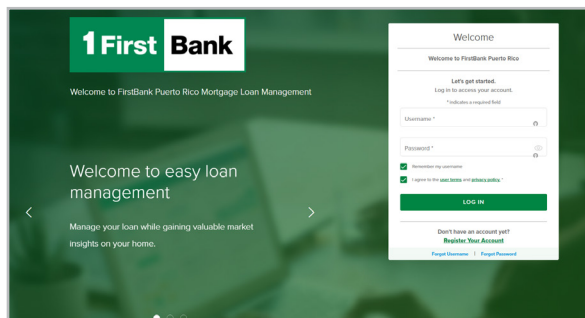 1 First Bank
Welcome to FirstBank Puerto Rico Mortgage Loan Management
Welcome to easy loan
management
Manage your loan while gaining valuable market
insights on your home.
Welcome
Welcome to FirstBank Puerto Rico
Let's get started.
Log in to access your account.
* indicates a required field
Username *
Password *
Remember my username
I agree to the user terms and privacy policy. *
LOG IN
Don't have an account yet?
Register Your Account
Forgot Username | Forgot Password